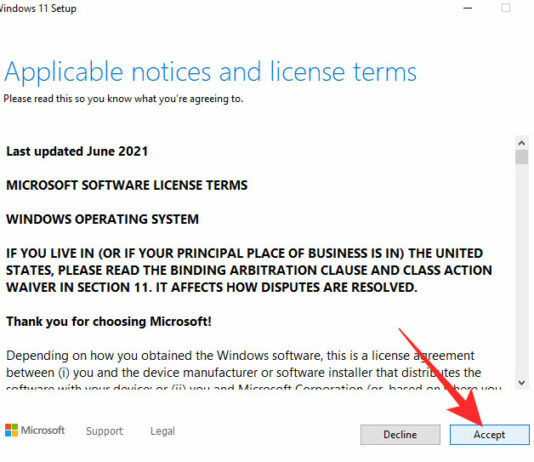 Windows 11 Setup
Applicable notices and license terms
Please read this so you know what you're agreeing to.
Last updated June 2021
MICROSOFT SOFTWARE LICENSE TERMS
WINDOWS OPERATING SYSTEM
IF YOU LIVE IN (OR IF YOUR PRINCIPAL PLACE OF BUSINESS IS IN) THE UNITED
STATES, PLEASE READ THE BINDING ARBITRATION CLAUSE AND CLASS ACTION
WAIVER IN SECTION 11. IT AFFECTS HOW DISPUTES ARE RESOLVED.
Thank you for choosing Microsoft!
Depending on how you obtained the Windows software, this is a license agreement
between (i) you and the device manufacturer or software installer that distributes the
software with your device; or (ii) you and Microsoft Corporation (or, based on where you
Microsoft Support Legal Decline Accept